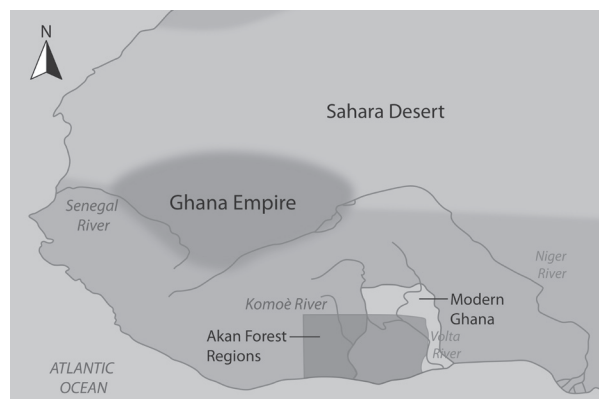 N
Sahara Desert
Ghana Empire
Senegal
River
Niger
River
Komoè River
Modern
Ghana
Akan Forest
Regions
Volta
River
ATLANTIC
OCEAN